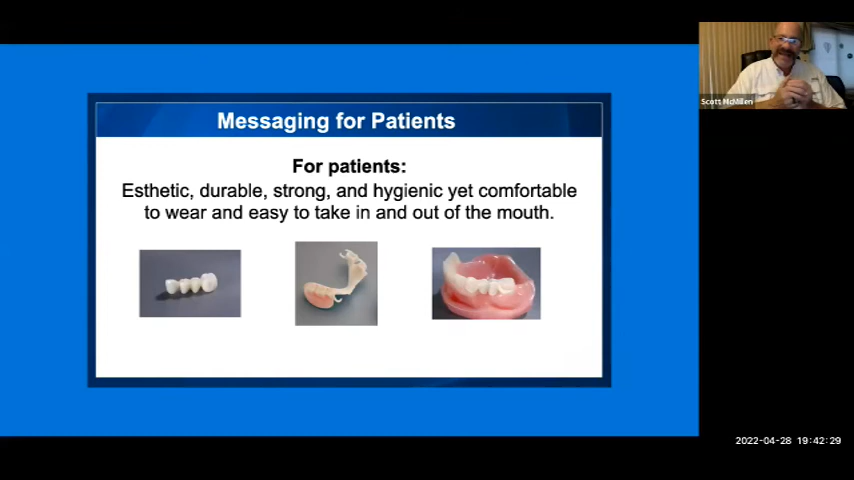 Messaging for Patients
For patients:
Esthetic, durable, strong, and hygienic yet comfortable
to wear and easy to take in and out of the mouth.
Scott McMillen
2022-04-28 19:42:29